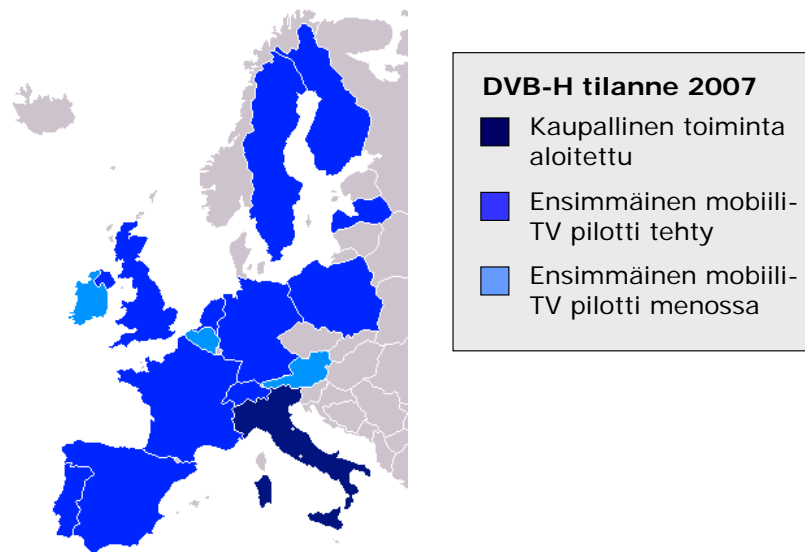 DVB-H tilanne 2007
Kaupallinen toiminta
aloitettu
Ensimmäinen mobiili-
TV pilotti tehty
Ensimmäinen mobiili-
TV pilotti menossa